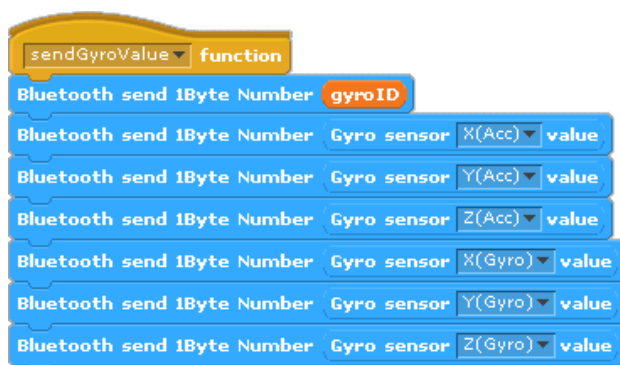 sendGyroValue function
Bluetooth send 1Byte Number gyroID
Bluetooth send 1Byte Number Gyro sensor X(Acc) value
Bluetooth send 1Byte Number Gyro sensor Y(Acc) value
Bluetooth send 1Byte Number Gyro sensor Z(Acc) value
Bluetooth send 1Byte Number Gyro sensor X(Gyro) value
Bluetooth send 1Byte Number Gyro sensor Y(Gyro) value
Bluetooth send 1Byte Number Gyro sensor Z(Gyro) value